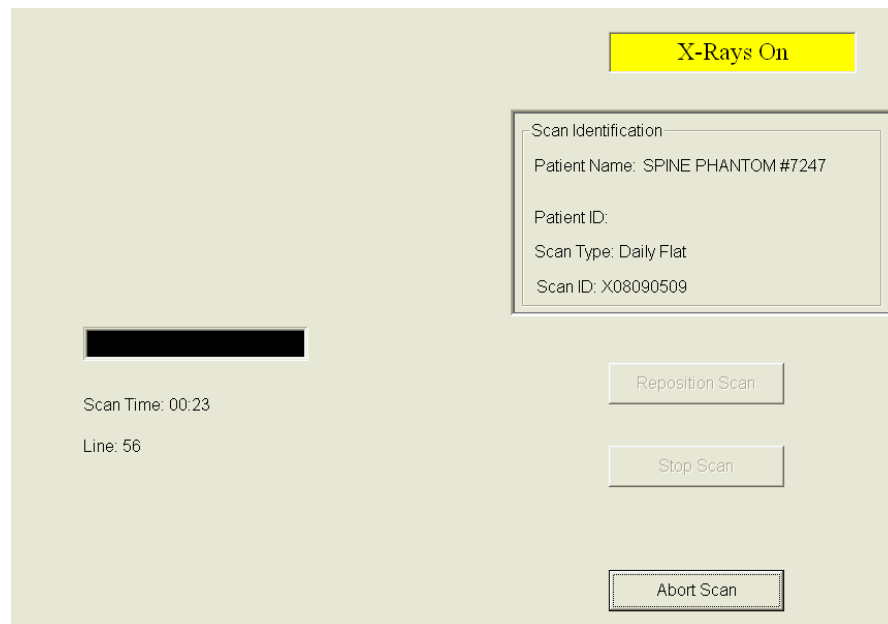 X-Rays On
Scan Identification
Patient Name: SPINE PHANTOM #7247
Patient ID:
Scan Type: Daily Flat
Scan ID: X08090509
Scan Time: 00:23
Line: 56
Reposition Scan
Stop Scan
Abort Scan